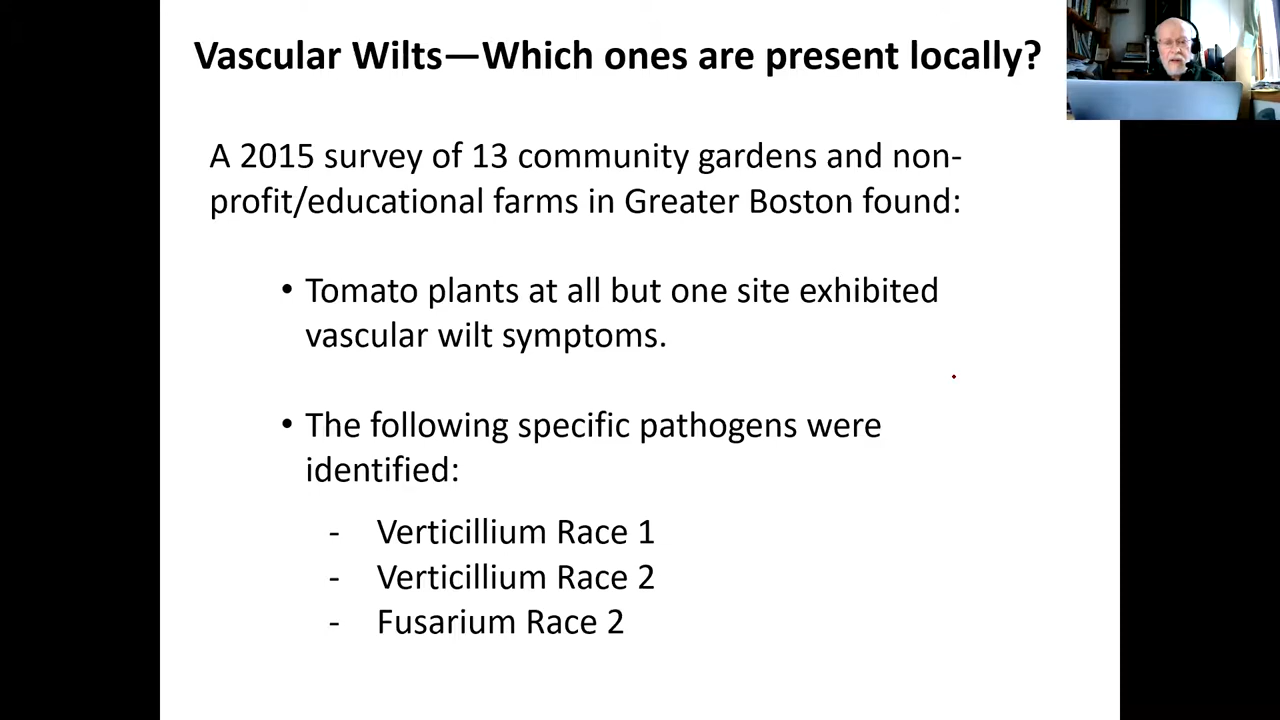 Vascular Wilts—Which ones are present locally?
A 2015 survey of 13 community gardens and non-
profit/educational farms in Greater Boston found:
• Tomato plants at all but one site exhibited
vascular wilt symptoms.
• The following specific pathogens were
identified:
- Verticillium Race 1
- Verticillium Race 2
- Fusarium Race 2